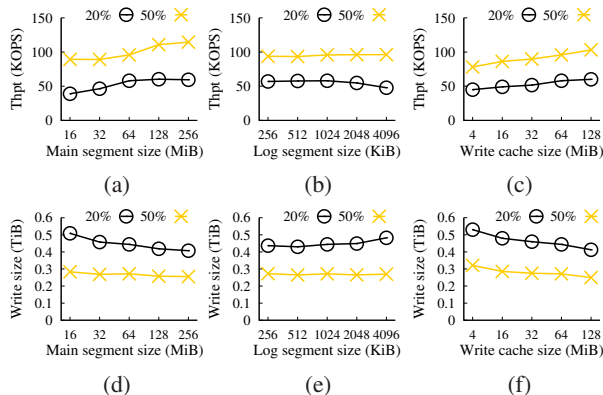 20% 50%
Thpt (KOPS)
150
100
50
0
16 32 64 128 256
Main segment size (MiB)
(a)
20% 50%
Thpt (KOPS)
150
100
50
0
256 512 1024 2048 4096
Log segment size (KiB)
(b)
20% 50%
Thpt (KOPS)
150
100
50
0
4 16 32 64 128
Write cache size (MiB)
(c)
20% 50%
Write size (TiB)
0.6
0.5
0.4
0.3
0.2
0.1
0
16 32 64 128 256
Main segment size (MiB)
(d)
20% 50%
Write size (TiB)
0.6
0.5
0.4
0.3
0.2
0.1
0
256 512 1024 2048 4096
Log segment size (KiB)
(e)
20% 50%
Write size (TiB)
0.6
0.5
0.4
0.3
0.2
0.1
0
4 16 32 64 128
Write cache size (MiB)
(f)